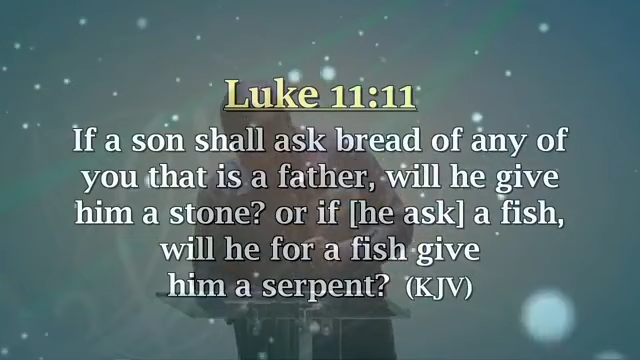 Luke 11:11
If a son shall ask bread of any of
you that is a father, will he give
him a stone? or if [he ask] a fish,
will he for a fish give
him a serpent? (KJV)